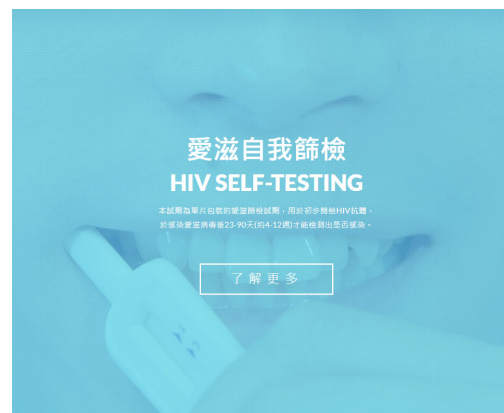 愛滋自我篩檢
HIV SELF-TESTING
本試劑為單片包裝的愛滋篩檢試劑，用於初步篩檢HIV抗體，
於感染愛滋病毒後23-90天(約4-12週)才能檢測出是否感染。
了解更多